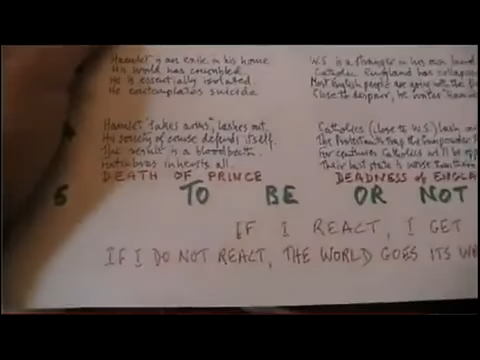 Hamlet is an exile in his home
His world has crumbled.
He is essentially isolated.
He contemplates suicide
W.S. is a stranger in his own land
Catholic England has collapsed
Most English people are going with the
Close to despair, he writes Hamlet
Hamlet "takes arms", lashes out.
His society of course defends itself.
The result is a bloodbath.
inherits all.
Catholics (close to W.S.) lash out
The Protestants trap the Gunpowder
For centuries Catholics will be
Their last state is worse than
DEATH OF PRINCE
DEADNESS OF ENGLA
S TO BE OR NOT
IF I REACT, I GET
IF I DO NOT REACT, THE WORLD GOES ITS W